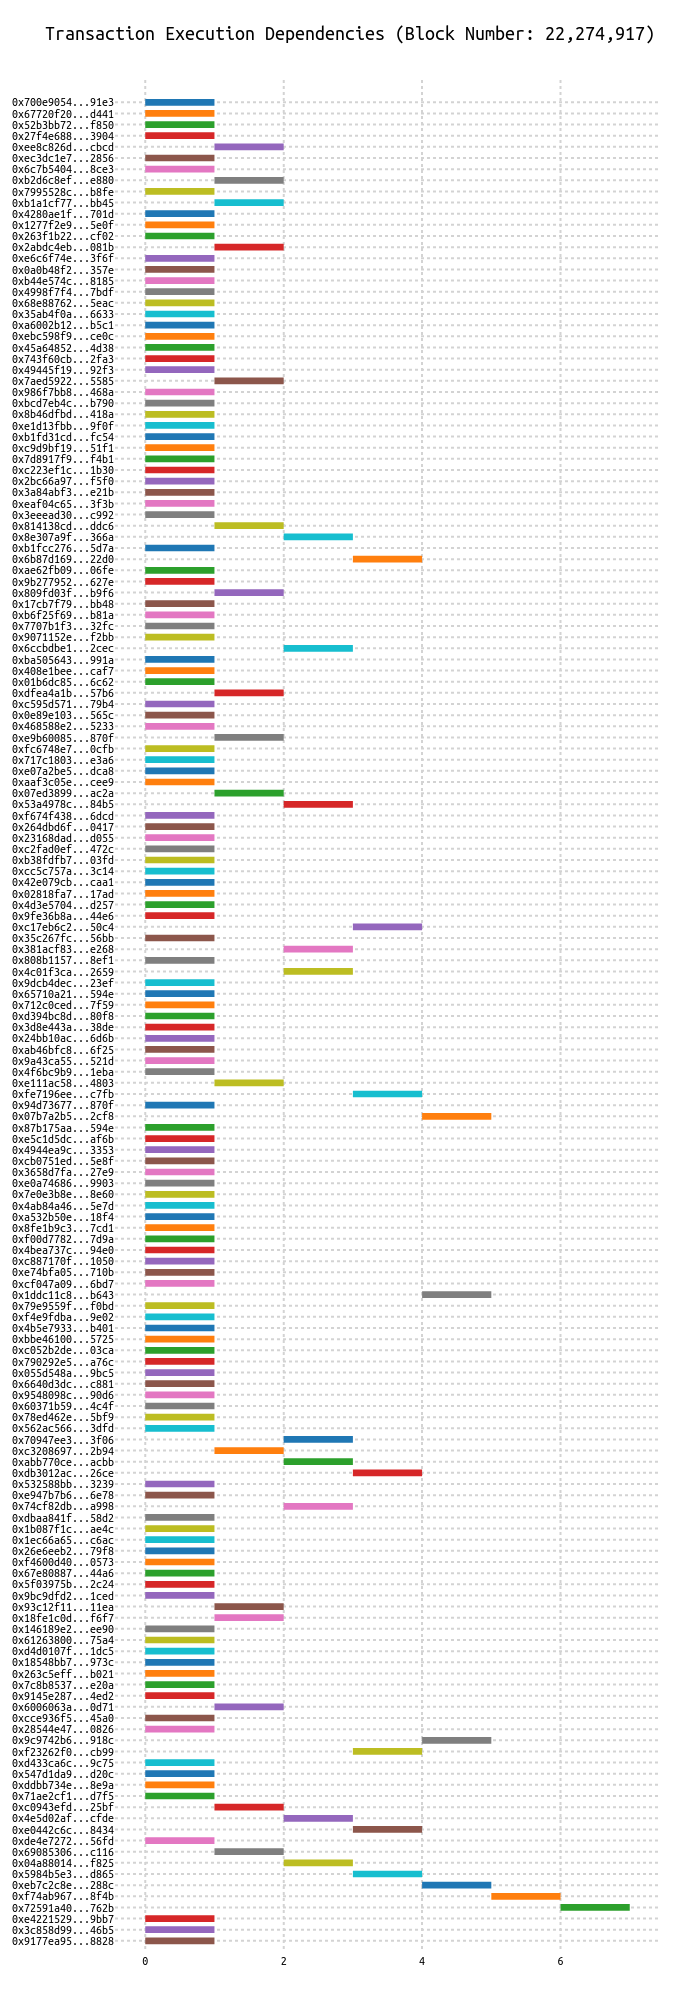 Transaction Execution Dependencies (Block Number: 22,274,917)
0x700e9054...91e3
0x67720f20...d441
0x52b3bb72...f850
0x27f4e688...3904
0xee8c826d...cbcd
0xec3dc1e7...2856
0x6c7b5404...8ce3
0xb2d6c8ef...e880
0x7995528c...b8fe
0xb1a1cf77...bb45
0x4280ae1f...701d
0x1277f2e9...5e0f
0x263f1b22...cf02
0x2abdc4eb...081b
0xe6c6f74e...3f6f
0x0a0b48f2...357e
0xb44e574c...8185
0x4998f7f4...7bdf
0x68e88762...5eac
0x35ab4f0a...6633
0xa6002b12...b5c1
0xebc598f9...ce0c
0x45a64852...4d38
0x743f60cb...2fa3
0x49445f19...92f3
0x7aed5922...5585
0x986f7bb8...468a
0xbcd7eb4c...b790
0x8b46dfbd...418a
0xe1d13fbb...9f0f
0xb1fd31cd...fc54
0xc9d9bf19...51f1
0x7d8917f9...f4b1
0xc223ef1c...1b30
0x2bc66a97...f5f0
0x3a84abf3...e21b
0xeaf04c65...3f3b
0x3eeead30...c992
0x814138cd...ddc6
0x8e307a9f...366a
0xb1fcc276...5d7a
0x6b87d169...22d0
0xae62fb09...06fe
0x9b277952...627e
0x809fd03f...b9f6
0x17cb7f79...bb48
0xb6f25f69...b81a
0x7707b1f3...32fc
0x9071152e...f2bb
0x6ccbdbe1...2cec
0xba505643...991a
0x408e1bee...caf7
0x01b6dc85...6c62
0xdfea4a1b...57b6
0xc595d571...79b4
0x0e89e103...565c
0x468588e2...5233
0xe9b60085...870f
0xfc6748e7...0cfb
0x717c1803...e3a6
0xe07a2be5...dca8
0xaaf3c05e...cee9
0x07ed3899...ac2a
0x53a4978c...84b5
0xf674f438...6dcd
0x264dbd6f...0417
0x23168dad...d055
0xc2fad0ef...472c
0xb38fdfb7...03fd
0xcc5c757a...3c14
0x42e079cb...caa1
0x02818fa7...17ad
0x4d3e5704...d257
0x9fe36b8a...44e6
0xc17eb6c2...50c4
0x35c267fc...56bb
0x381acf83...e268
0x808b1157...8ef1
0x4c01f3ca...2659
0x9dcb4dec...23ef
0x65710a21...594e
0x712c0ced...7f59
0xd394bc8d...80f8
0x3d8e443a...38de
0x24bb10ac...6d6b
0xab46bfc8...6f25
0x9a43ca55...521d
0x4f6bc9b9...1eba
0xe111ac58...4803
0xfe7196ee...c7fb
0x94d73677...870f
0x07b7a2b5...2cf8
0x87b175aa...594e
0xe5c1d5dc...af6b
0x4944ea9c...3353
0xcb0751ed...5e8f
0x3658d7fa...27e9
0xe0a74686...9903
0x7e0e3b8e...8e60
0x4ab84a46...5e7d
0xa532b50e...18f4
0x8fe1b9c3...7cd1
0xf00d7782...7d9a
0x4bea737c...94e0
0xc887170f...1050
0xe74bfa05...710b
0xcf047a09...6bd7
0x1ddc11c8...b643
0x79e9559f...f0bd
0xf4e9fdba...9e02
0x4b5e7933...b401
0xbbe46100...5725
0xc052b2de...03ca
0x790292e5...a76c
0x055d548a...9bc5
0x6640d3dc...c881
0x9548098c...90d6
0x60371b59...4c4f
0x78ed462e...5bf9
0x562ac566...3dfd
0x70947ee3...3f06
0xc3208697...2b94
0xabb770ce...acbb
0xdb3012ac...26ce
0x532588bb...3239
0xe947b7b6...6e78
0x74cf82db...a998
0xdbaa841f...58d2
0x1b087f1c...ae4c
0x1ec66a65...c6ac
0x26e6eeb2...79f8
0xf4600d40...0573
0x67e80887...44a6
0x5f03975b...2c24
0x9bc9dfd2...1ced
0x93c12f11...11ea
0x18fe1c0d...f6f7
0x146189e2...ee90
0x61263800...75a4
0xd4d0107f...1dc5
0x18548bb7...973c
0x263c5eff...b021
0x7c8b8537...e20a
0x9145e287...4ed2
0x6006063a...0d71
0xcce936f5...45a0
0x28544e47...0826
0x9c9742b6...918c
0xf23262f0...cb99
0xd433ca6c...9c75
0x547d1da9...d20c
0xddbb734e...8e9a
0x71ae2cf1...d7f5
0xc0943efd...25bf
0x4e5d02af...cfde
0xe0442c6c...8434
0xde4e7272...56fd
0x69085306...c116
0x04a88014...f825
0x5984b5e3...d865
0xeb7c2c8e...288c
0xf74ab967...8f4b
0x72591a40...762b
0xe4221529...9bb7
0x3c858d99...46b5
0x9177ea95...8828
0 2 4 6